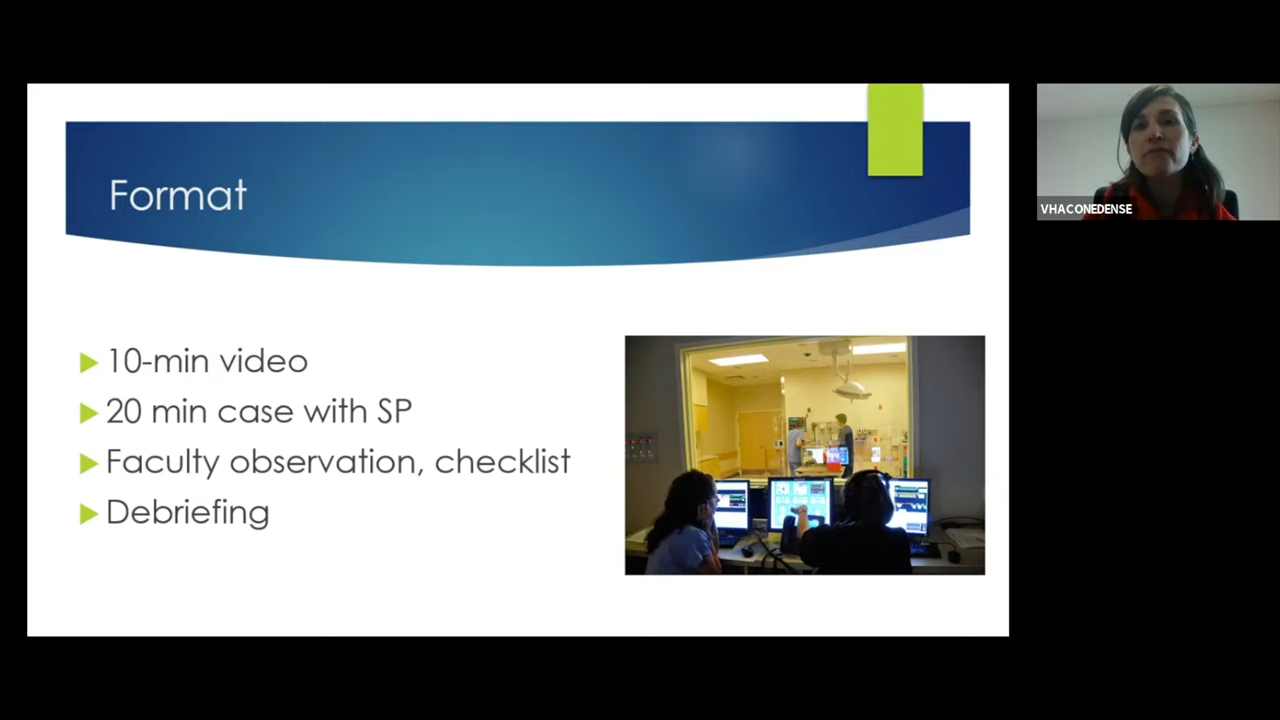 Format
10-min video
20 min case with SP
Faculty observation, checklist
Debriefing
VHACONEDENSE